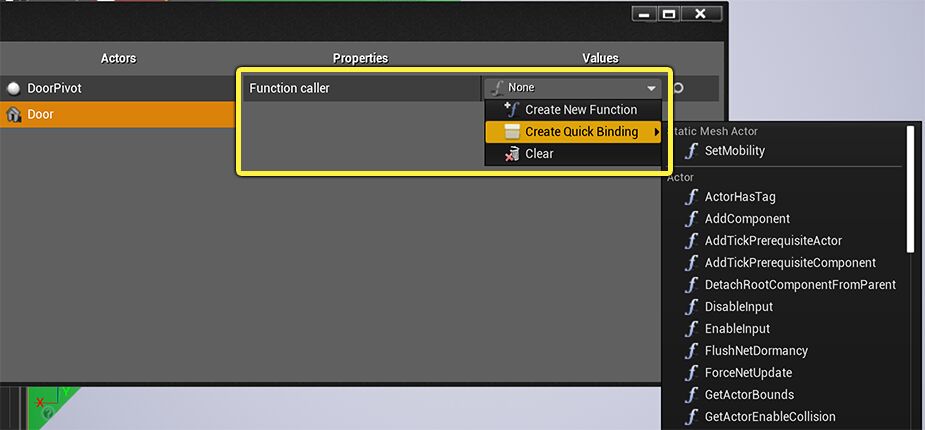 Actors Properties Values
DoorPivot Function caller None
Door
Create New Function
Create Quick Binding
Clear
Static Mesh Actor
SetMobility
Actor
ActorHasTag
AddComponent
AddTickPrerequisiteActor
AddTickPrerequisiteComponent
DetachRootComponentFromParent
DisableInput
EnableInput
FlushNetDormancy
ForceNetUpdate
GetActorBounds
GetActorEnableCollision
X Y